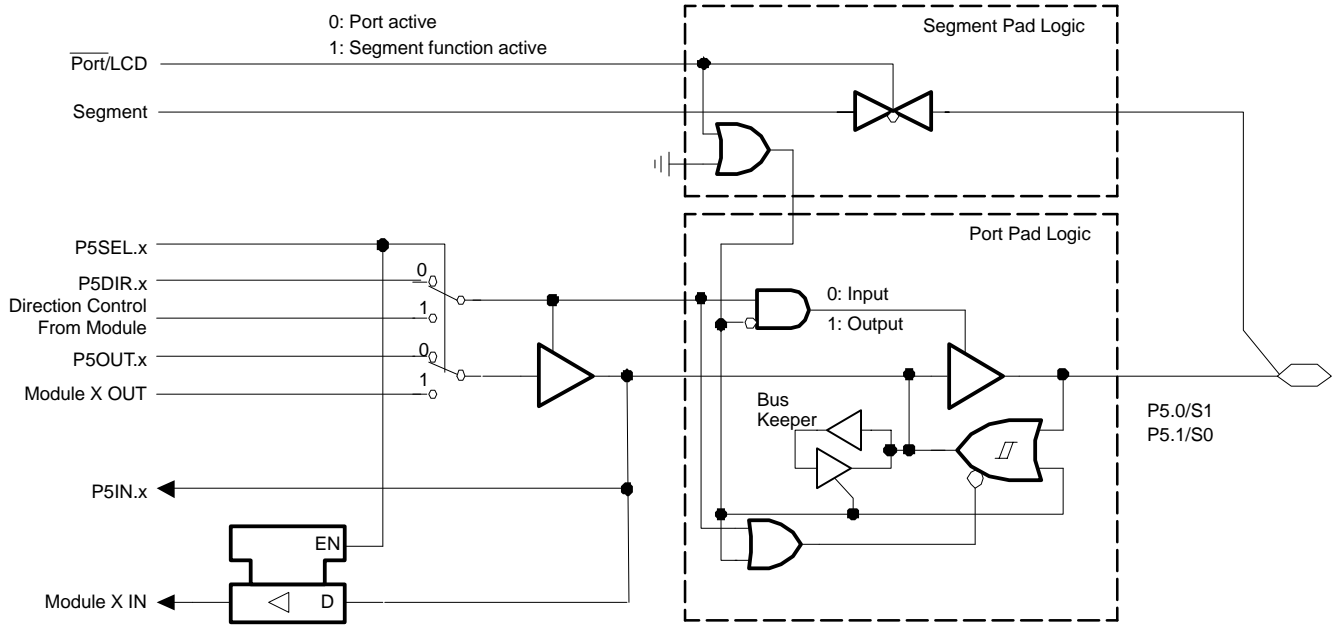 0: Port active
1: Segment function active
Segment Pad Logic
Port/LCD
Segment
Port Pad Logic
P5SEL.x
0
P5DIR.x
Direction Control
From Module
1
0: Input
1: Output
0
P5OUT.x
1
Module X OUT
Bus
Keeper
P5.0/S1
P5.1/S0
P5IN.x
EN
Module X IN
D